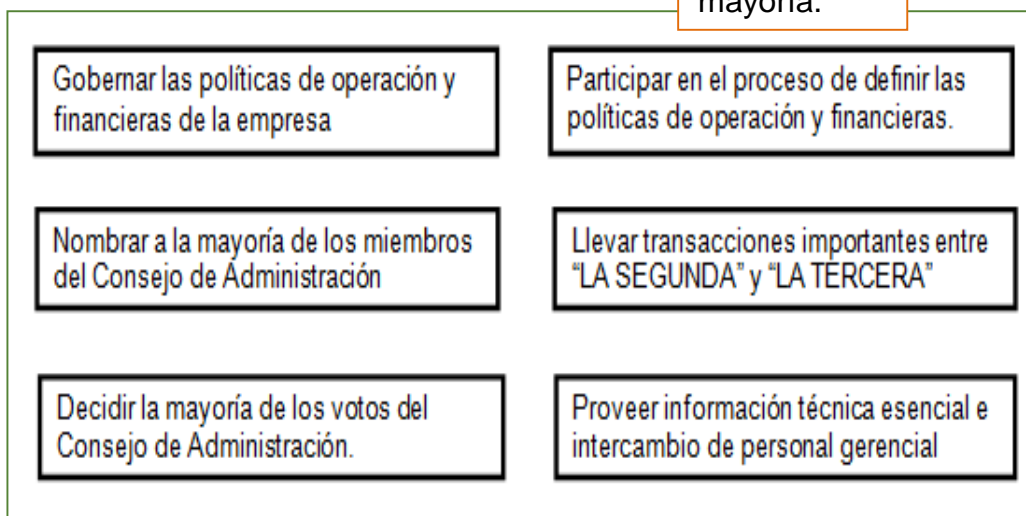 mayoría.
Gobernar las políticas de operación y
financieras de la empresa
Participar en el proceso de definir las
políticas de operación y financieras.
Nombrar a la mayoría de los miembros
del Consejo de Administración
Llevar transacciones importantes entre
“LA SEGUNDA” y “LA TERCERA”
Decidir la mayoría de los votos del
Consejo de Administración.
Proveer información técnica esencial e
intercambio de personal gerencial